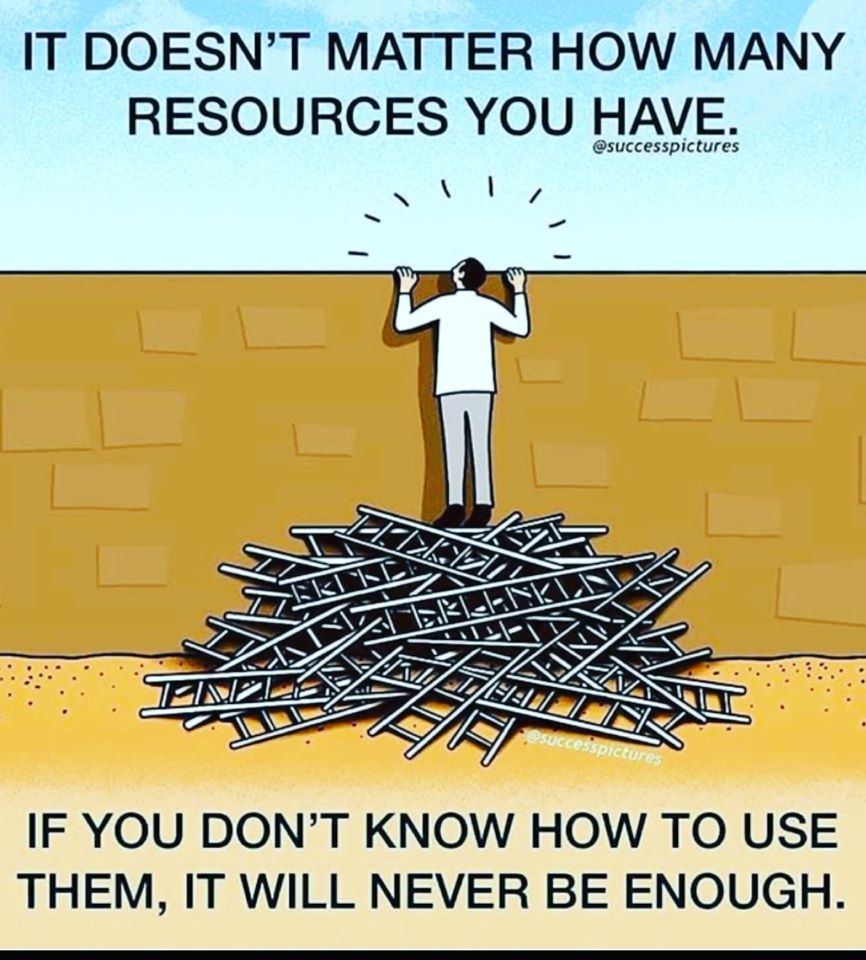 IT DOESN'T MATTER HOW MANY
RESOURCES YOU HAVE.
@successpictures
@successpictures
IF YOU DON'T KNOW HOW TO USE
THEM, IT WILL NEVER BE ENOUGH.